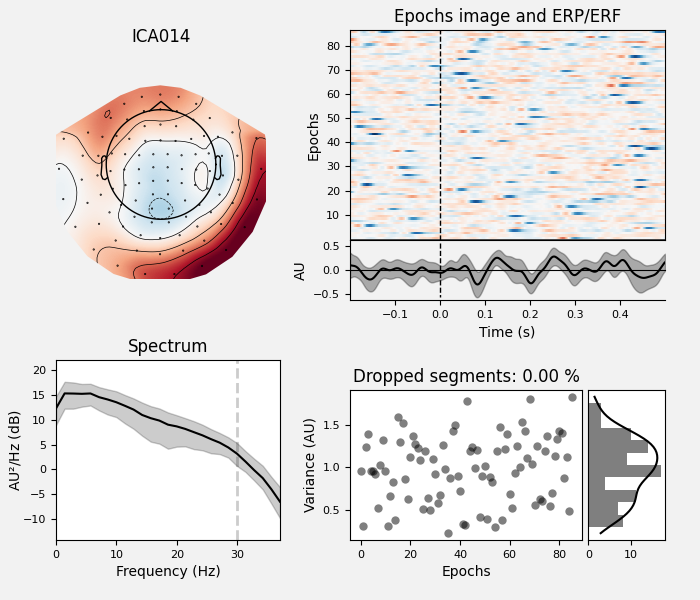 ICA014
Epochs image and ERP/ERF
Epochs
80
70
60
50
40
30
20
10
AU
0.5
0.0
−0.5
−0.1 0.0 0.1 0.2 0.3 0.4
Time (s)
Spectrum
AU²/Hz (dB)
20
15
10
5
0
−5
−10
0 10 20 30
Frequency (Hz)
Dropped segments: 0.00 %
Variance (AU)
1.5
1.0
0.5
0 20 40 60 80
Epochs
0 10